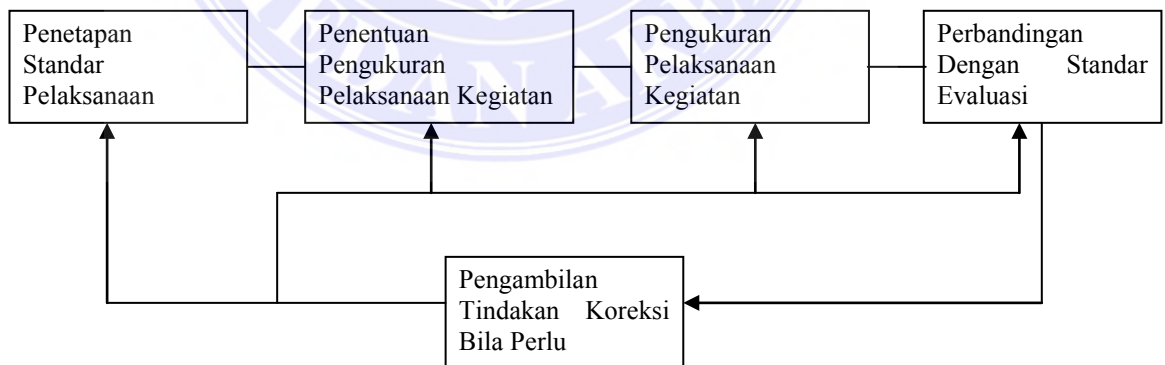 Penetapan
Standar
Pelaksanaan
Penentuan
Pengukuran
Pelaksanaan Kegiatan
Pengukuran
Pelaksanaan
Kegiatan
Perbandingan
Dengan Standar
Evaluasi
Pengambilan
Tindakan Koreksi
Bila Perlu